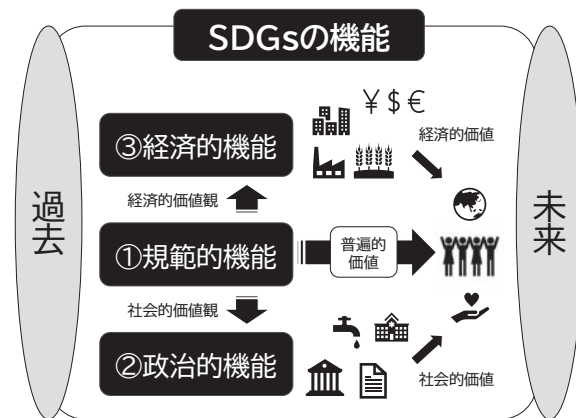 SDGsの機能
過去
¥ $ €
③経済的機能
経済的価値
経済的価値観
①規範的機能
普遍的
価値
社会的価値観
②政治的機能
社会的価値
未来